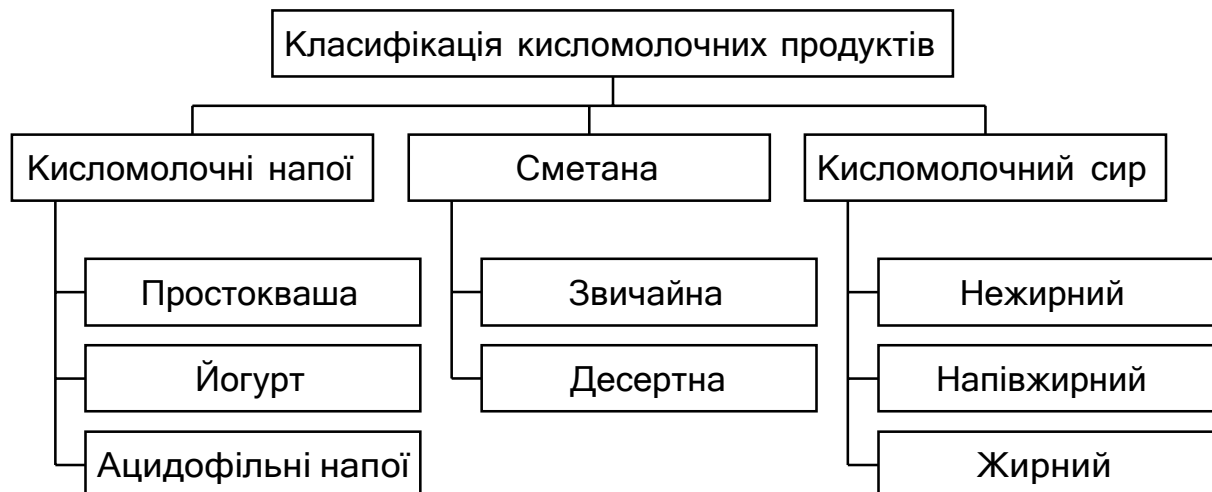 Класифікація кисломолочних продуктів
Кисломолочні напої
Сметана
Кисломолочний сир
Простокваша
Звичайна
Нежирний
Йогурт
Десертна
Напівжирний
Ацидофільні напої
Жирний